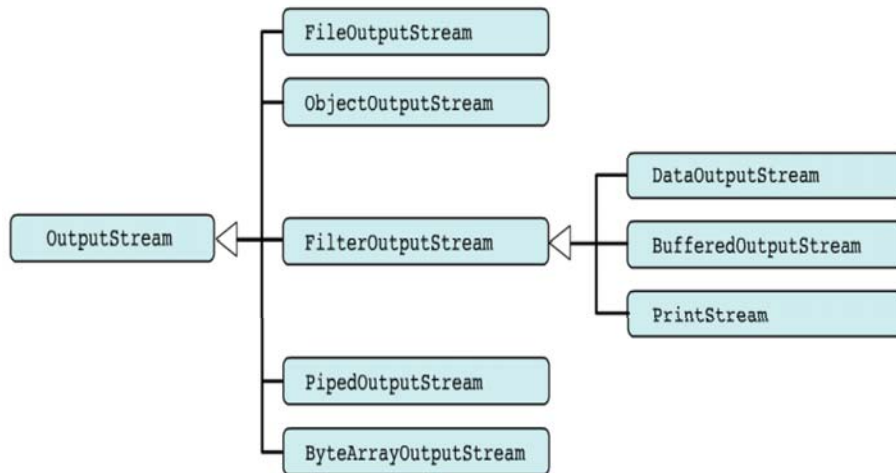 FileOutputStream
ObjectOutputStream
DataOutputStream
OutputStream
FilterOutputStream
BufferedOutputStream
PrintStream
PipedOutputStream
ByteArrayOutputStream